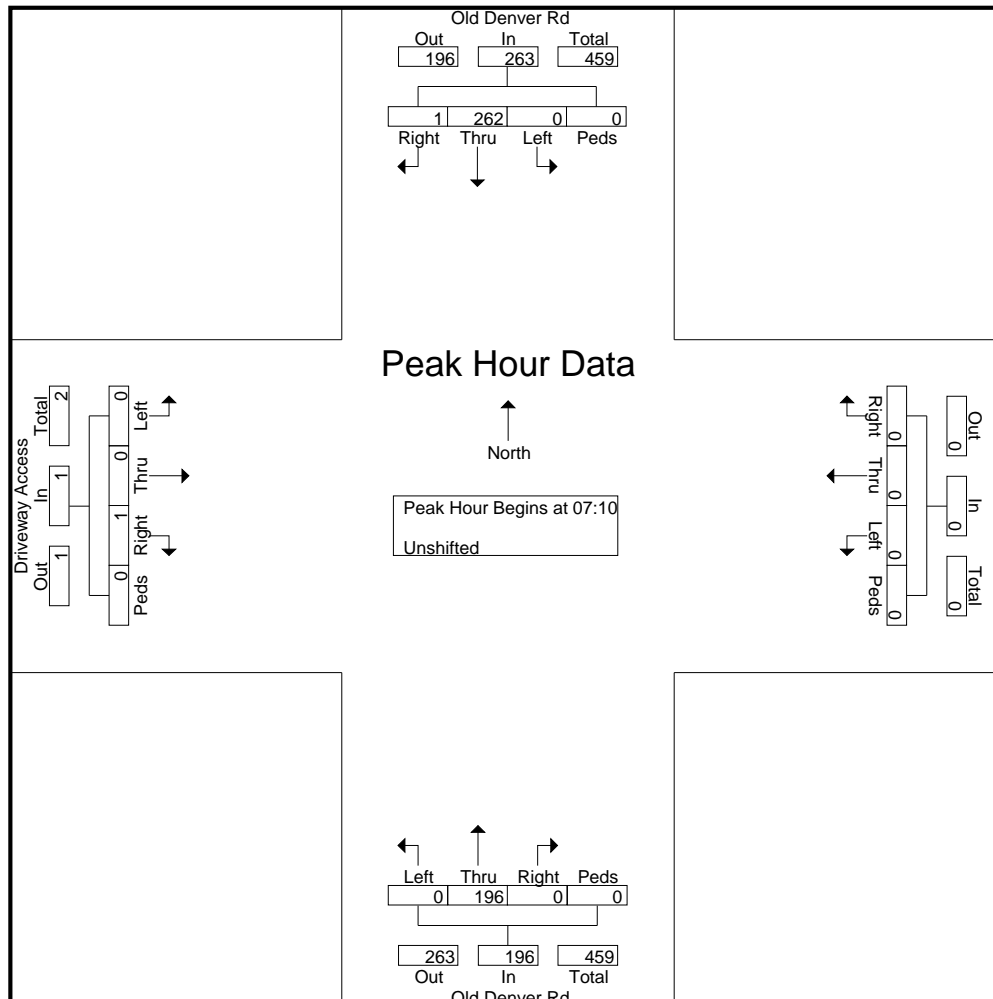 Old Denver Rd
Out In Total
196 263 459
1 262 0 0
Right Thru Left Peds
Peak Hour Data
North
Peak Hour Begins at 07:10
Unshifted
Driveway Access
Out In Total
1 1 2
0 1 0 0
Peds Right Thru Left
Out In Total
0 0 0
Right Thru Left Peds
0 0 0 0
Left Thru Right Peds
0 196 0 0
263 196 459
Out In Total
Old Denver Rd